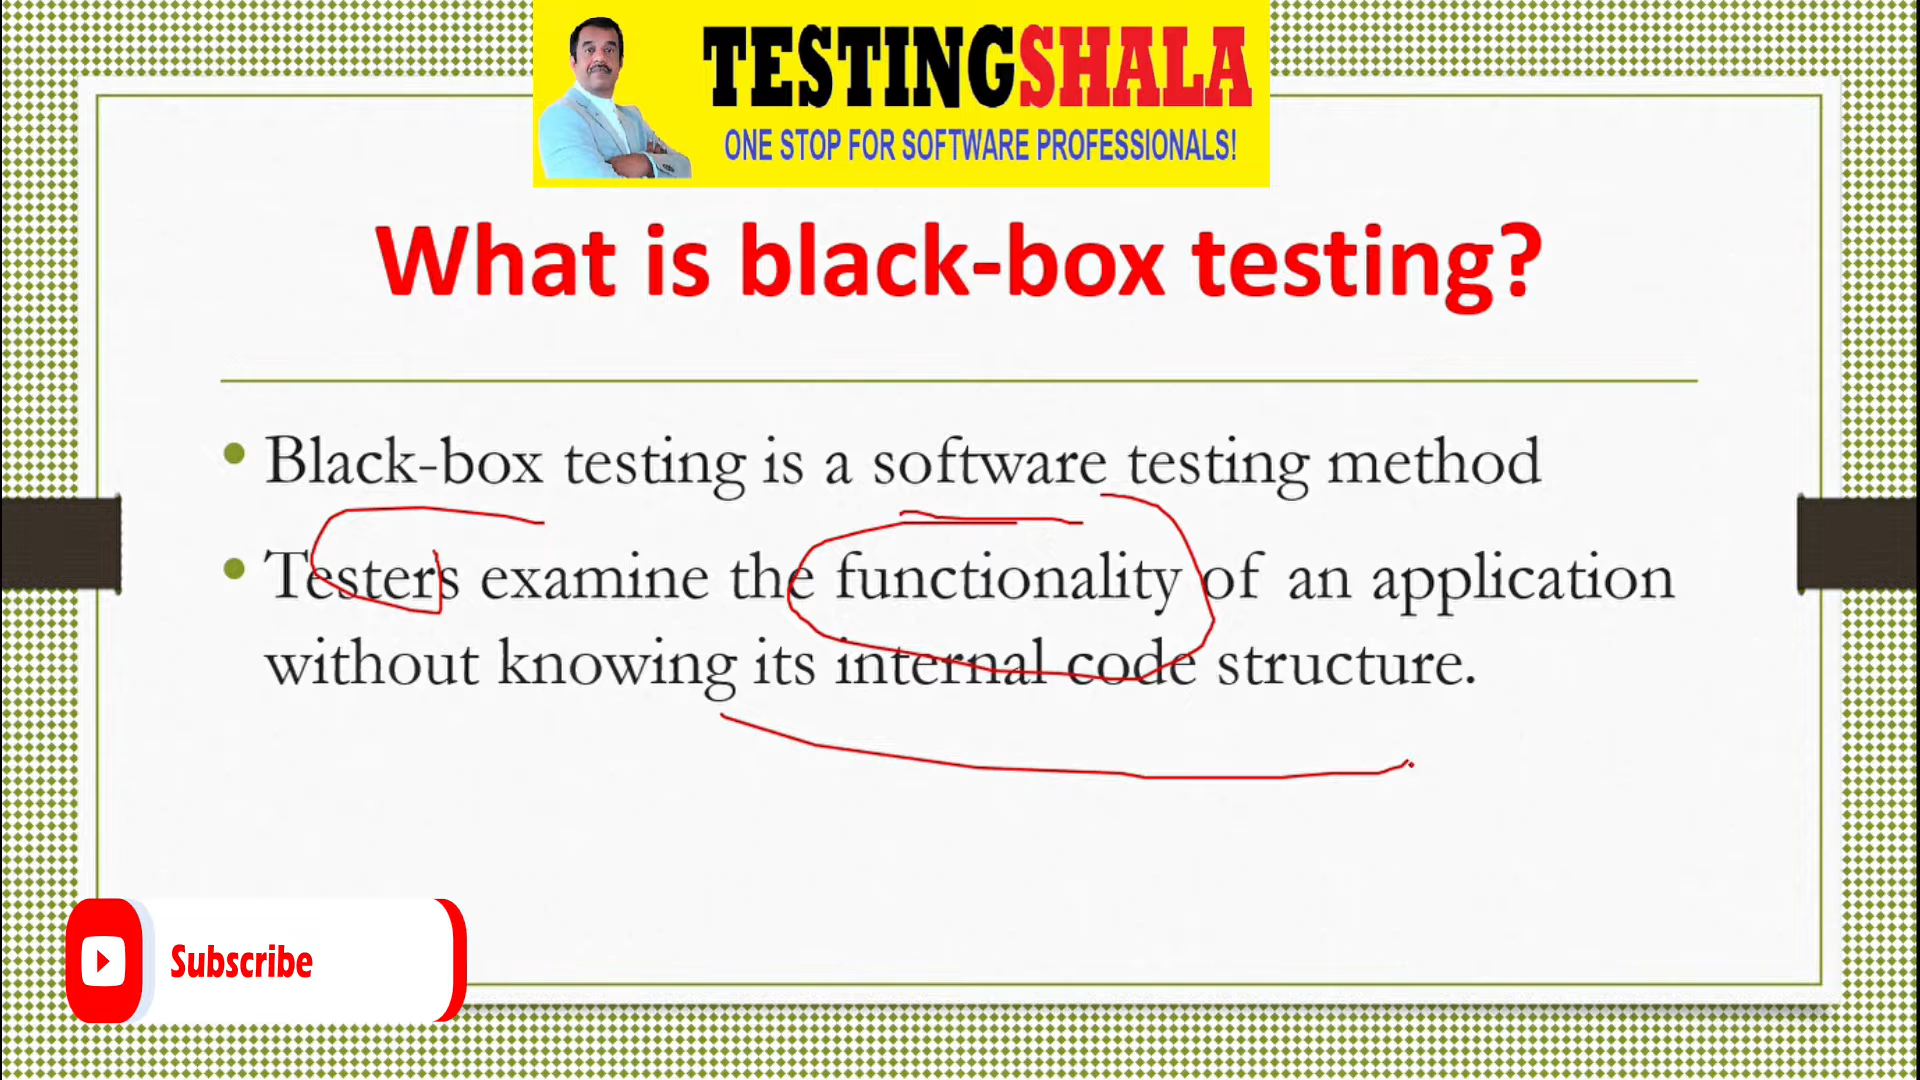 TESTINGSHALA
ONE STOP FOR SOFTWARE PROFESSIONALS!
What is black-box testing?
• Black-box testing is a software testing method
• Testers examine the functionality of an application
without knowing its internal code structure.
Subscribe